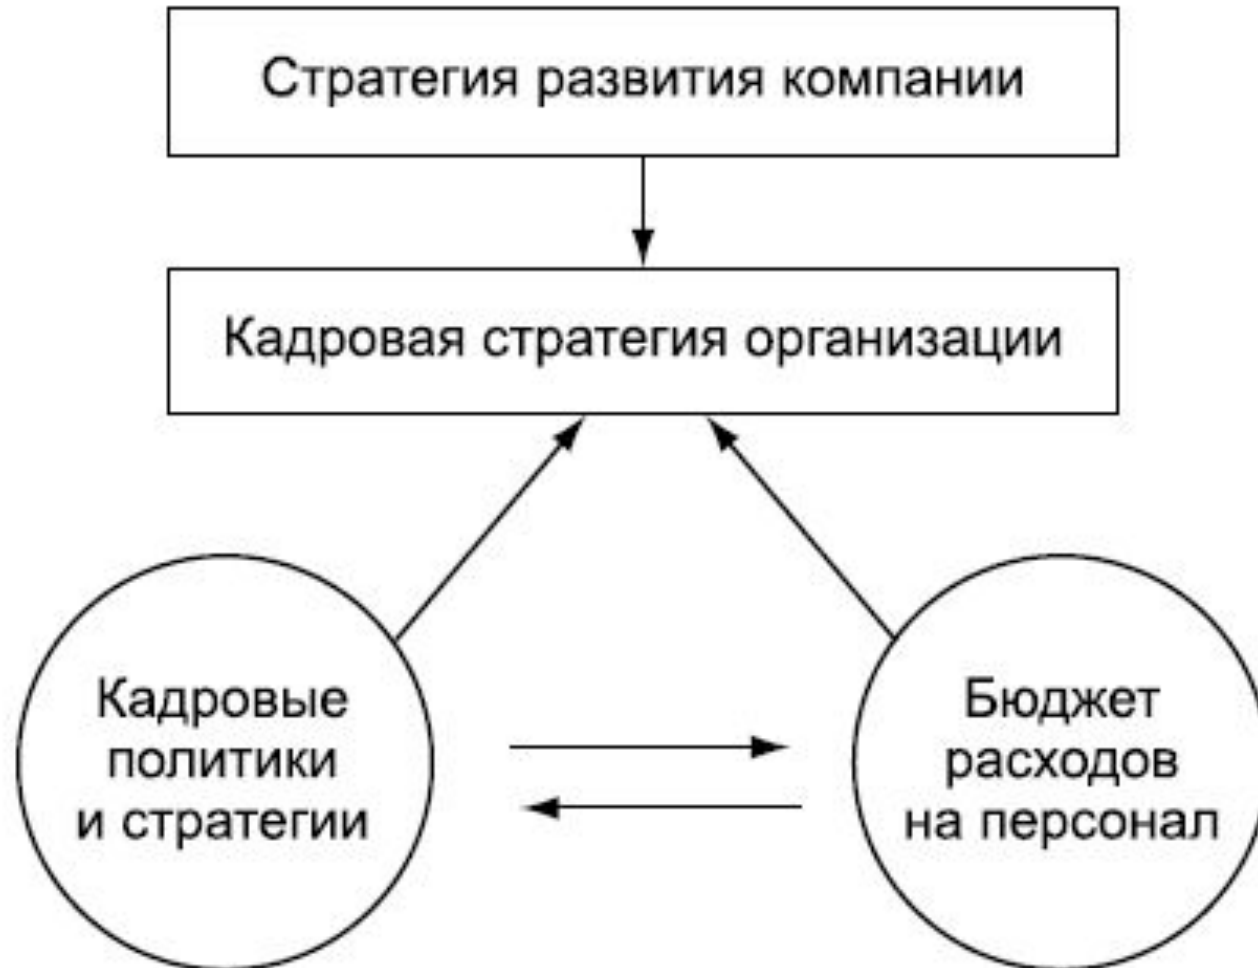 Стратегия развития компании
Кадровая стратегия организации
Кадровые
политики
и стратегии
Бюджет
расходов
на персонал